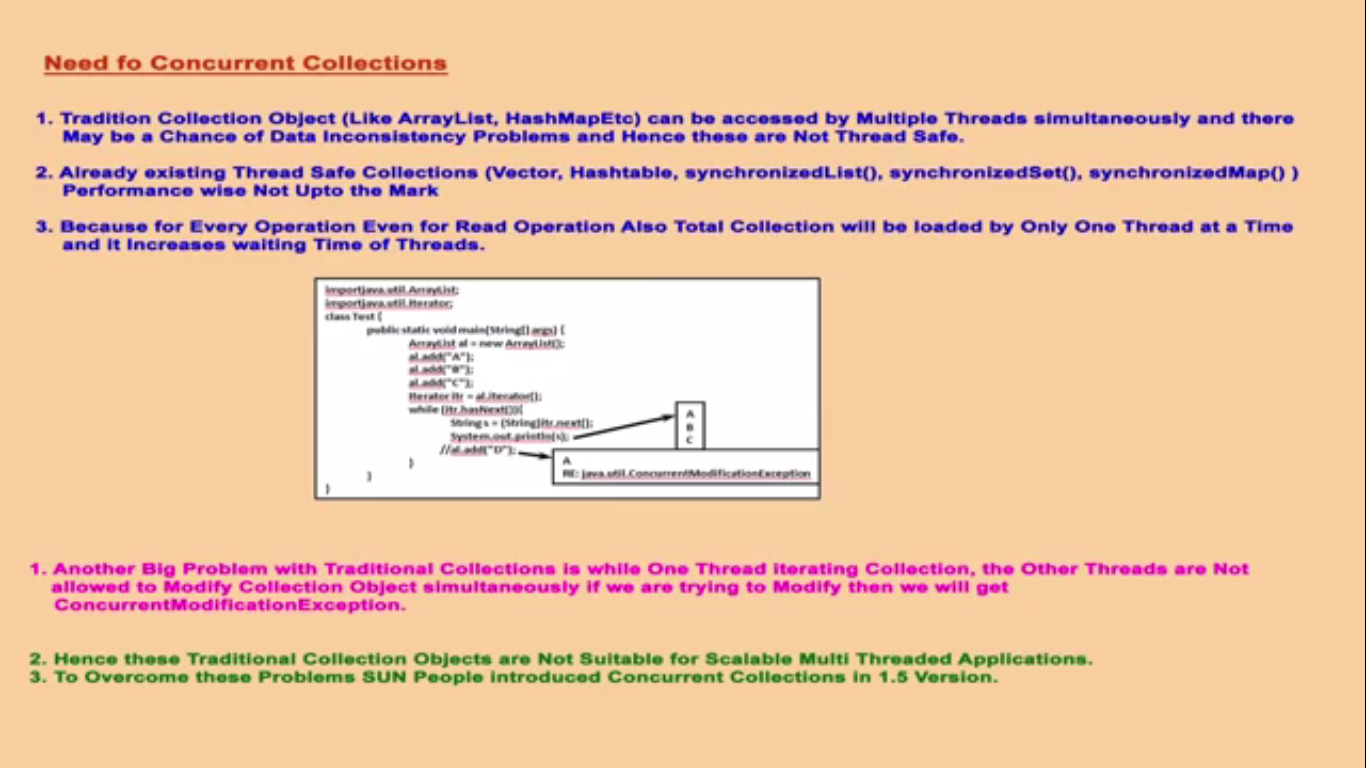 Need fo Concurrent Collections
1. Tradition Collection Object (Like ArrayList, HashMapEtc) can be accessed by Multiple Threads simultaneously and there
May be a Chance of Data Inconsistency Problems and Hence these are Not Thread Safe.
2. Already existing Thread Safe Collections (Vector, Hashtable, synchronizedList(), synchronizedSet(), synchronizedMap() )
Performance wise Not Upto the Mark
3. Because for Every Operation Even for Read Operation Also Total Collection will be loaded by Only One Thread at a Time
and it Increases waiting Time of Threads.
importjava.util.ArrayList;
importjava.util.Iterator;
class Test {
public static void main(String[] args) {
ArrayList al = new ArrayList();
al.add("A");
al.add("B");
al.add("C");
Iterator itr = al.iterator();
while (itr.hasNext()){
String s = (String)itr.next();
System.out.println(s);
//al.add("D");
}
}
}
A
B
C
A
RE: java.util.ConcurrentModificationException
1. Another Big Problem with Traditional Collections is while One Thread iterating Collection, the Other Threads are Not
allowed to Modify Collection Object simultaneously if we are trying to Modify then we will get
ConcurrentModificationException.
2. Hence these Traditional Collection Objects are Not Suitable for Scalable Multi Threaded Applications.
3. To Overcome these Problems SUN People introduced Concurrent Collections in 1.5 Version.